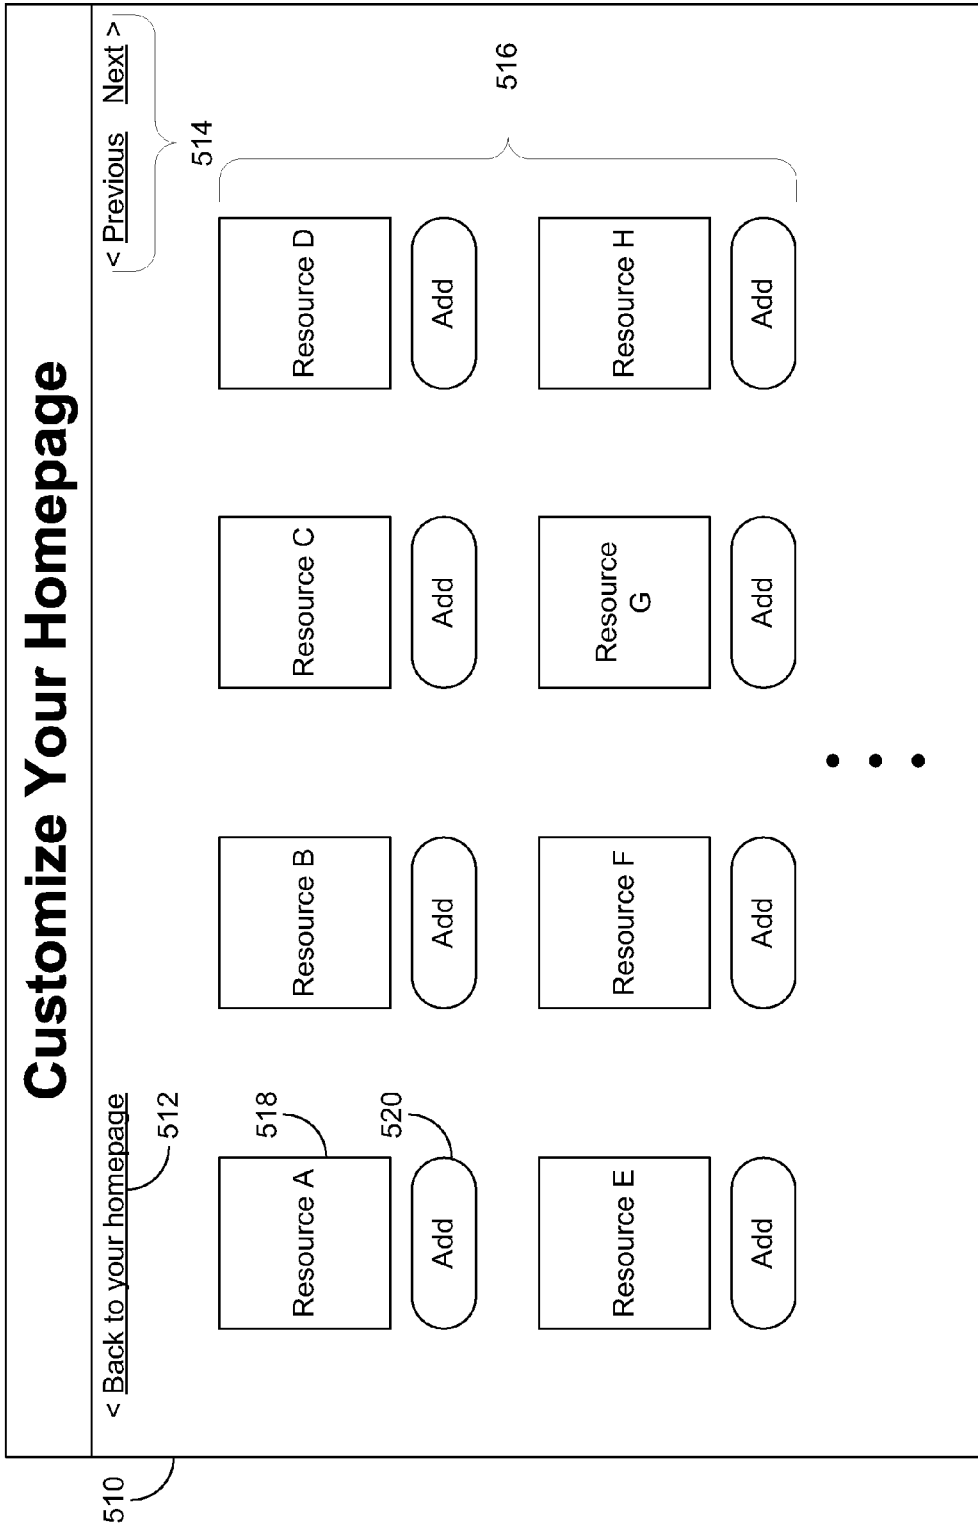 Customize Your Homepage
510
< Back to your homepage
< Previous Next >
512
514
Resource A
Resource B
Resource C
Resource D
518
Add
Add
Add
Add
520
516
Resource E
Resource F
Resource
G
Resource H
Add
Add
Add
Add